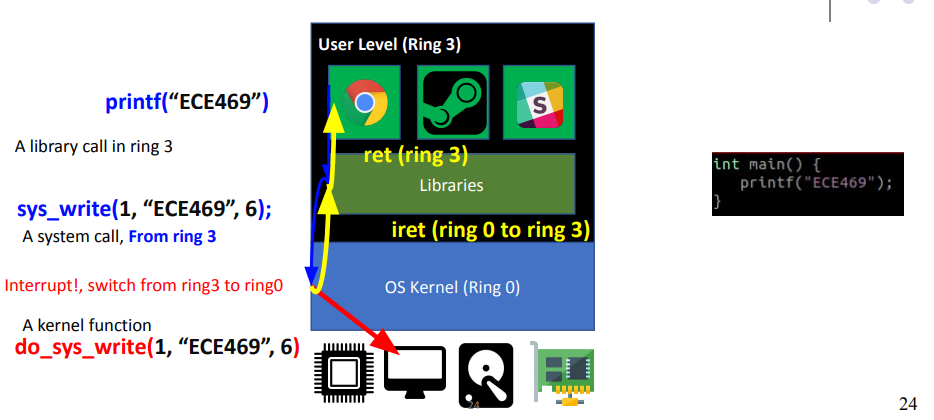 User Level (Ring 3)
printf(“ECE469”)
A library call in ring 3
S
ret (ring 3)
Libraries
int main() {
printf("ECE469");
}
sys_write(1, “ECE469”, 6);
A system call, From ring 3
iret (ring 0 to ring 3)
Interrupt!, switch from ring3 to ring0
OS Kernel (Ring 0)
A kernel function
do_sys_write(1, “ECE469”, 6)
24
24